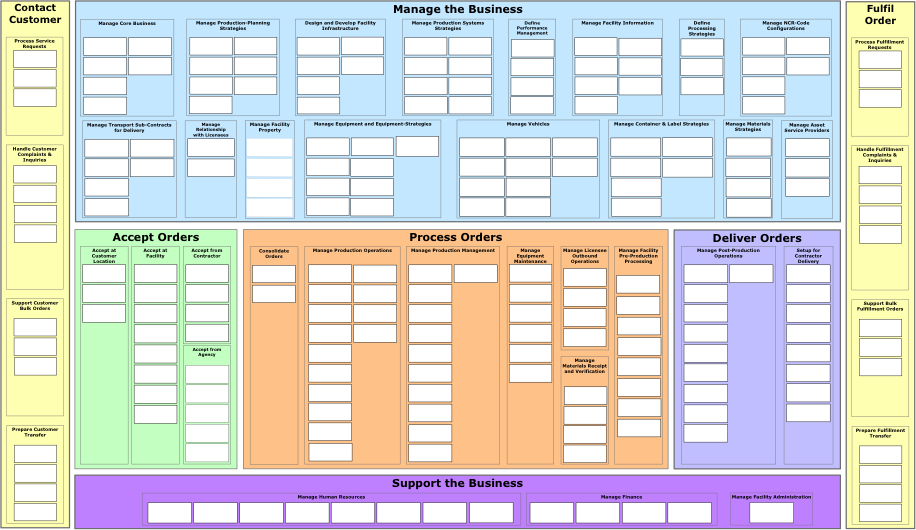 Contact
Customer
Process Service
Requests
Handle Customer
Complaints &
Inquiries
Support Customer
Bulk Orders
Prepare Customer
Transfer
Manage the Business
Manage Core Business
Manage Production-Planning
Strategies
Design and Develop Facility
Infrastructure
Manage Production Systems
Strategies
Define
Performance
Management
Manage Facility Information
Define
Processing
Strategies
Manage NCR-Code
Configurations
Manage Transport Sub-Contracts
for Delivery
Manage
Relationship
with Licensees
Manage Facility
Property
Manage Equipment and Equipment-Strategies
Manage Vehicles
Manage Container & Label Strategies
Manage Materials
Strategies
Manage Asset
Service Providers
Accept Orders
Accept at
Customer
Location
Accept at
Facility
Accept from
Contractor
Accept from
Agency
Process Orders
Consolidate
Orders
Manage Production Operations
Manage Production Management
Manage
Equipment
Maintenance
Manage Licensee
Outbound
Operations
Manage
Materials Receipt
and Verification
Manage Facility
Pre-Production
Processing
Deliver Orders
Manage Post-Production
Operations
Setup for
Contractor
Delivery
Support the Business
Manage Human Resources
Manage Finance
Manage Facility Administration
Fulfil
Order
Process Fulfillment
Requests
Handle Fulfillment
Complaints &
Inquiries
Support Bulk
Fulfillment Orders
Prepare Fulfillment
Transfer